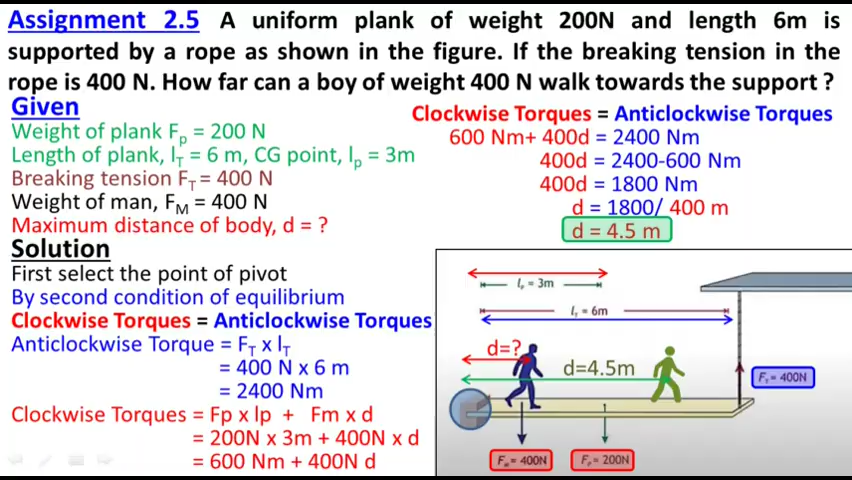 Assignment 2.5 A uniform plank of weight 200N and length 6m is
supported by a rope as shown in the figure. If the breaking tension in the
rope is 400 N. How far can a boy of weight 400 N walk towards the support ?
Given
Weight of plank Fp = 200 N
Length of plank, lT = 6 m, CG point, lp = 3m
Breaking tension FT = 400 N
Weight of man, FM = 400 N
Maximum distance of body, d = ?
Solution
First select the point of pivot
By second condition of equilibrium
Clockwise Torques = Anticlockwise Torques
Anticlockwise Torque = FT x lT
= 400 N x 6 m
= 2400 Nm
Clockwise Torques = Fp x lp + Fm x d
= 200N x 3m + 400N x d
= 600 Nm + 400N d
Clockwise Torques = Anticlockwise Torques
600 Nm+ 400d = 2400 Nm
400d = 2400-600 Nm
400d = 1800 Nm
d = 1800/ 400 m
d = 4.5 m
lp = 3m
lT = 6m
d=?
d=4.5m
FT = 400N
FM = 400N
FP = 200N